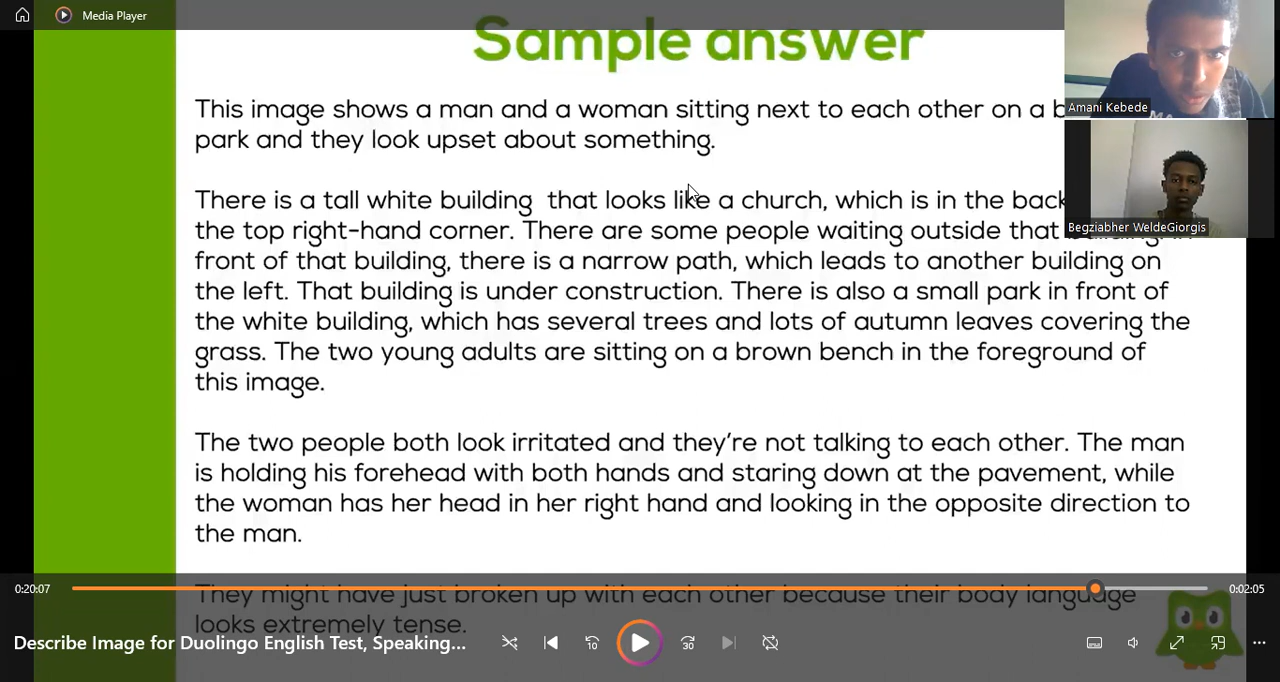 Media Player
Sample answer
Amani Kebede
This image shows a man and a woman sitting next to each other on a
park and they look upset about something.
There is a tall white building that looks like a church, which is in the
Begziabher WeldeGiorgis
the top right-hand corner. There are some people waiting outside that
front of that building, there is a narrow path, which leads to another building on
the left. That building is under construction. There is also a small park in front of
the white building, which has several trees and lots of autumn leaves covering the
grass. The two young adults are sitting on a brown bench in the foreground of
this image.
The two people both look irritated and they're not talking to each other. The man
is holding his forehead with both hands and staring down at the pavement, while
the woman has her head in her right hand and looking in the opposite direction to
the man.
0:20:07
0:02:05
They might have just broken up with each other because their body language
looks extremely tense.
Describe Image for Duolingo English Test, Speaking...
10
30